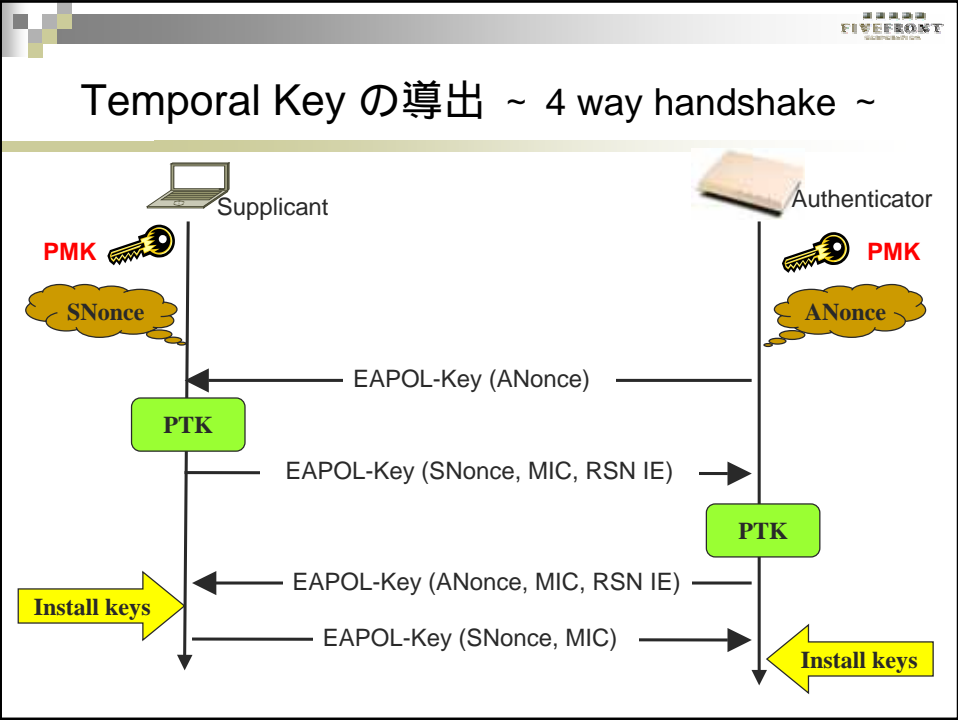 FIVEFRONT
CORPORATION
Temporal Key の導出 ~ 4 way handshake ~
Supplicant
Authenticator
PMK
PMK
SNonce
ANonce
EAPOL-Key (ANonce)
PTK
EAPOL-Key (SNonce, MIC, RSN IE)
PTK
EAPOL-Key (ANonce, MIC, RSN IE)
Install keys
EAPOL-Key (SNonce, MIC)
Install keys